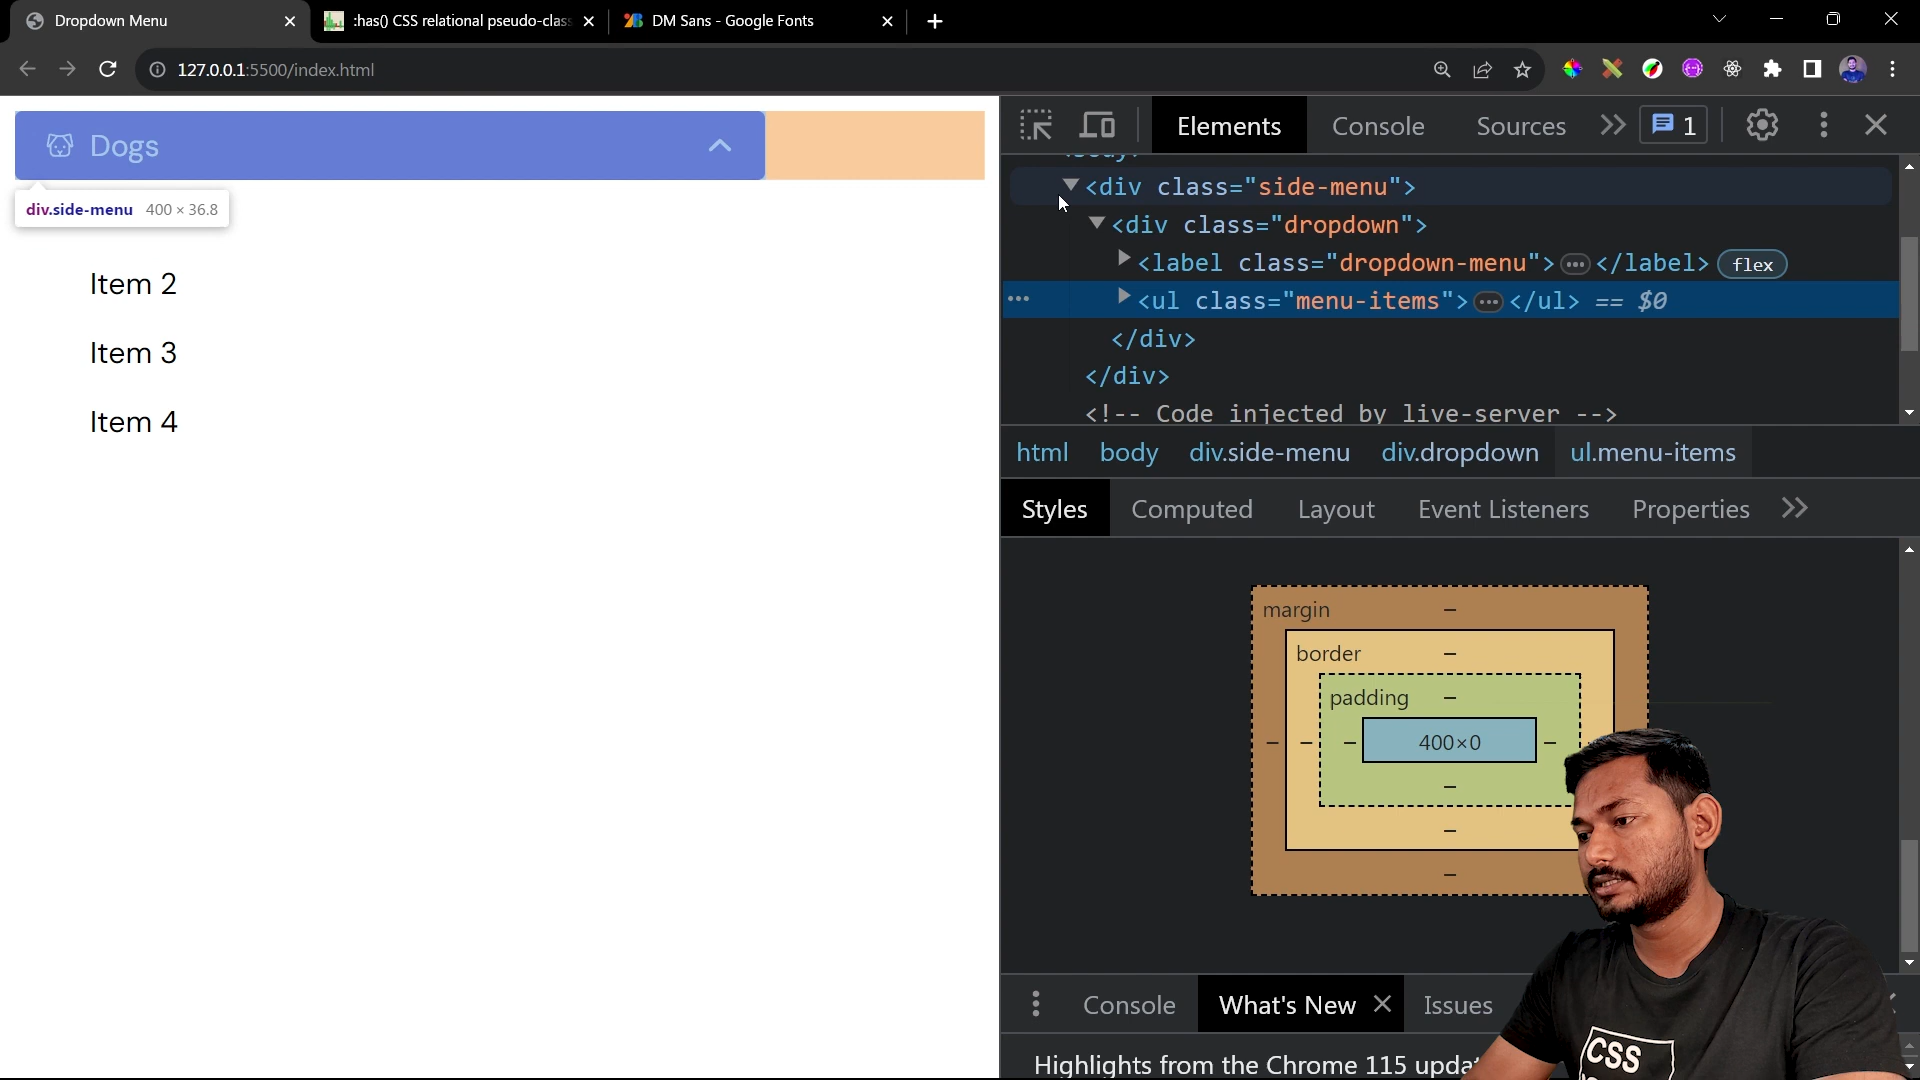 Dropdown Menu
:has() CSS relational pseudo-class
DM Sans - Google Fonts
127.0.0.1:5500/index.html
Dogs
div.side-menu 400 × 36.8
Item 2
Item 3
Item 4
Elements
Console
Sources
1
<div class="side-menu">
<div class="dropdown">
<label class="dropdown-menu">…</label> flex
<ul class="menu-items">…</ul> == $0
</div>
</div>
<!-- Code injected by live-server -->
html body div.side-menu div.dropdown ul.menu-items
Styles Computed Layout Event Listeners Properties
margin –
border –
padding –
– – – 400×0 –
–
–
–
Console What's New Issues
Highlights from the Chrome 115
CSS